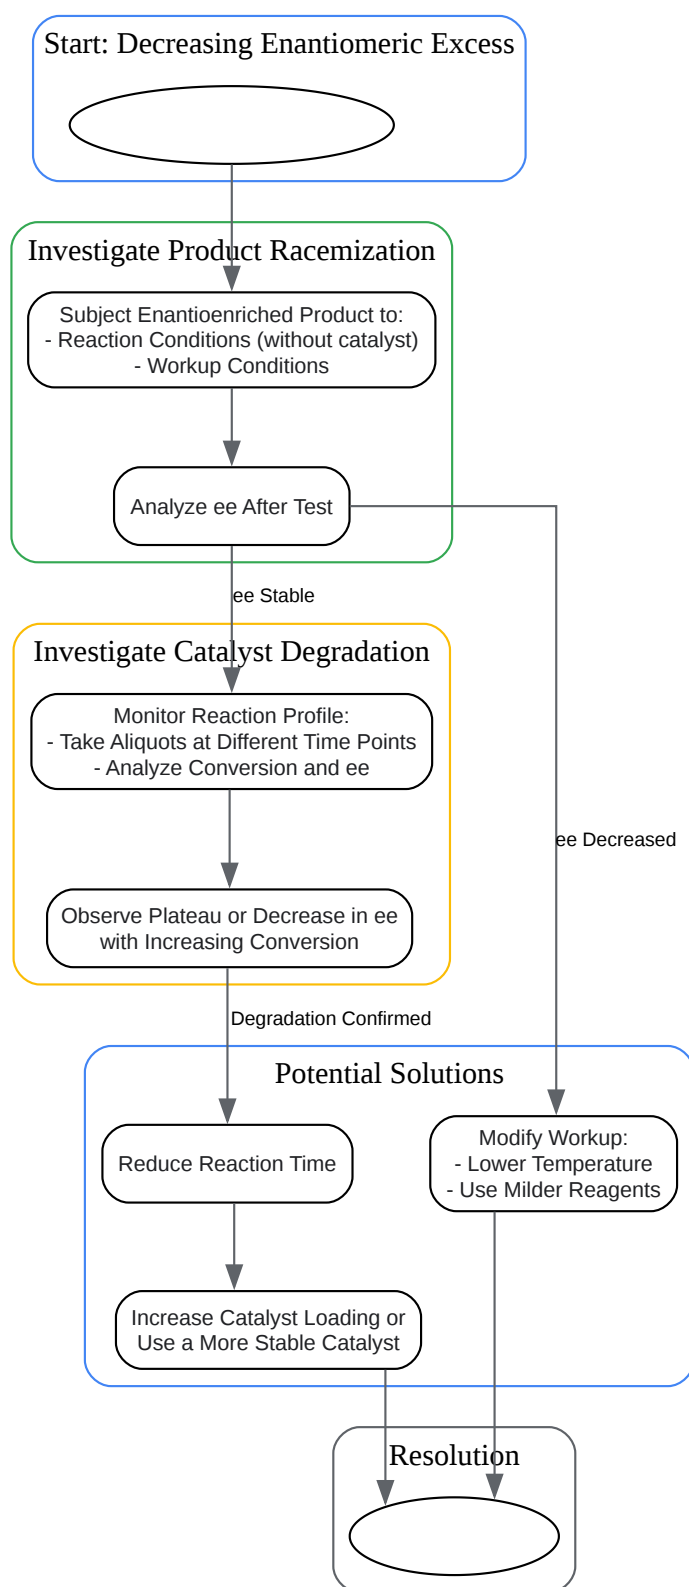 Start: Decreasing Enantiomeric Excess
Investigate Product Racemization
Subject Enantioenriched Product to:
- Reaction Conditions (without catalyst)
- Workup Conditions
Analyze ee After Test
ee Stable
Investigate Catalyst Degradation
Monitor Reaction Profile:
- Take Aliquots at Different Time Points
- Analyze Conversion and ee
ee Decreased
Observe Plateau or Decrease in ee
with Increasing Conversion
Degradation Confirmed
Potential Solutions
Reduce Reaction Time
Modify Workup:
- Lower Temperature
- Use Milder Reagents
Increase Catalyst Loading or
Use a More Stable Catalyst
Resolution